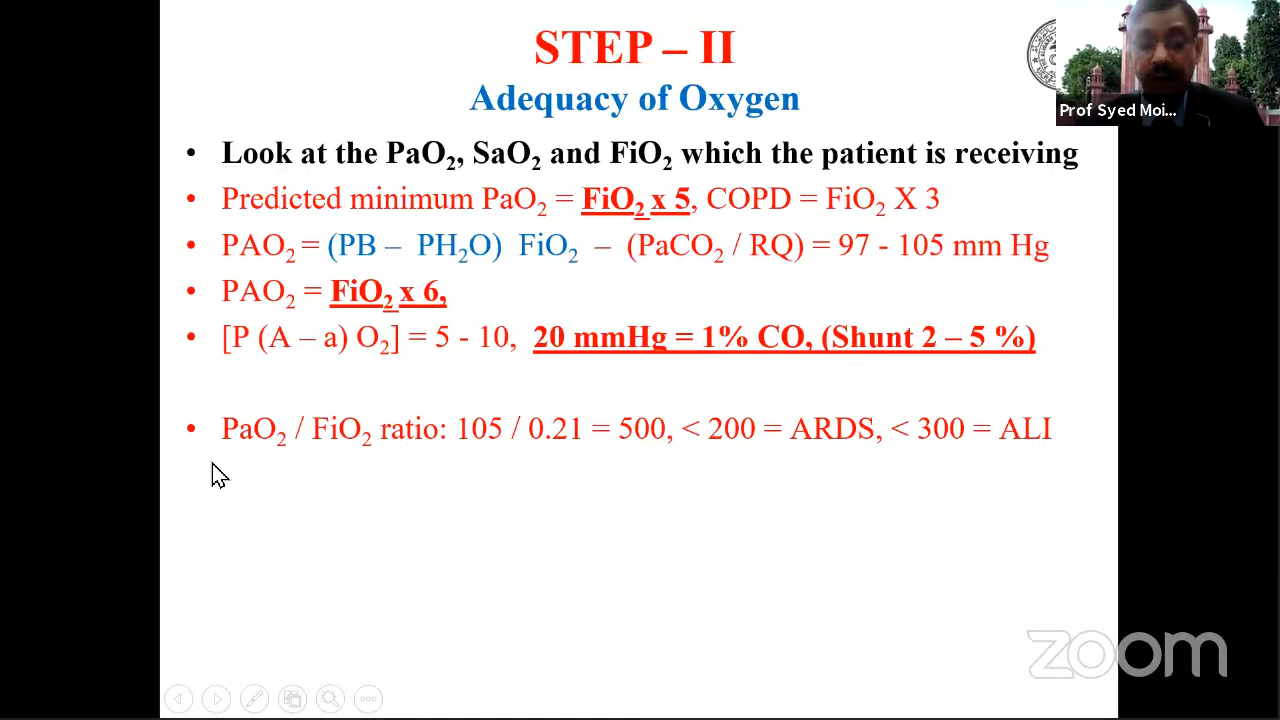 STEP – II
Adequacy of Oxygen
Prof Syed Moi...
• Look at the PaO₂, SaO₂ and FiO₂ which the patient is receiving
• Predicted minimum PaO₂ = FiO₂ x 5, COPD = FiO₂ X 3
• PAO₂ = (PB – PH₂O) FiO₂ – (PaCO₂ / RQ) = 97 - 105 mm Hg
• PAO₂ = FiO₂ x 6,
• [P (A – a) O₂] = 5 - 10, 20 mmHg = 1% CO, (Shunt 2 – 5 %)
• PaO₂ / FiO₂ ratio: 105 / 0.21 = 500, < 200 = ARDS, < 300 = ALI
zoom